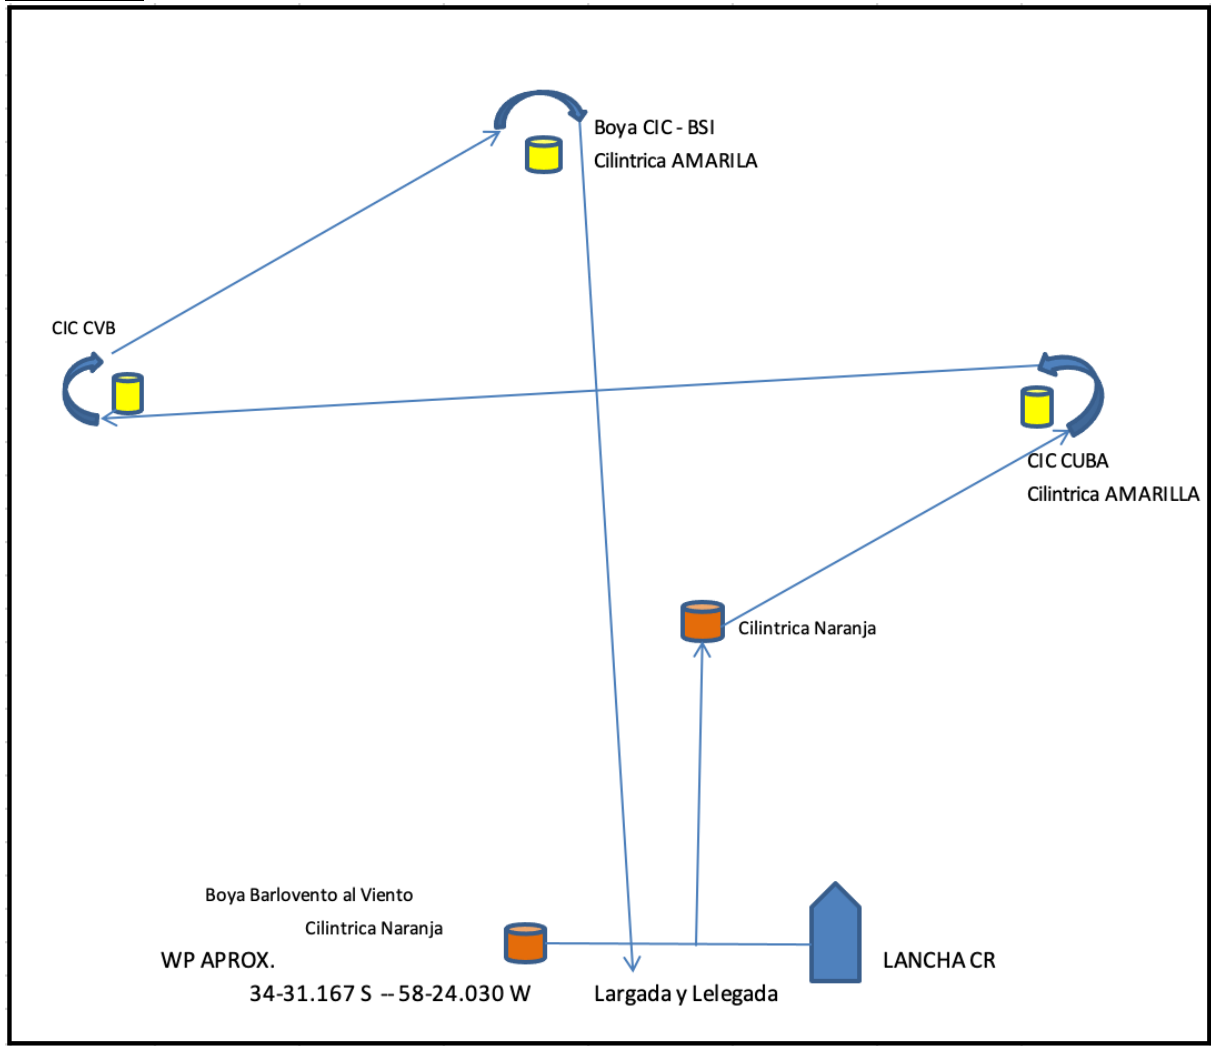 Boya CIC - BSI
Cilintrica AMARILA
CIC CVB
CIC CUBA
Cilintrica AMARILLA
Cilintrica Naranja
Boya Barlovento al Viento
Cilintrica Naranja
WP APROX.
LANCHA CR
34-31.167 S -- 58-24.030 W
Largada y Lelegada